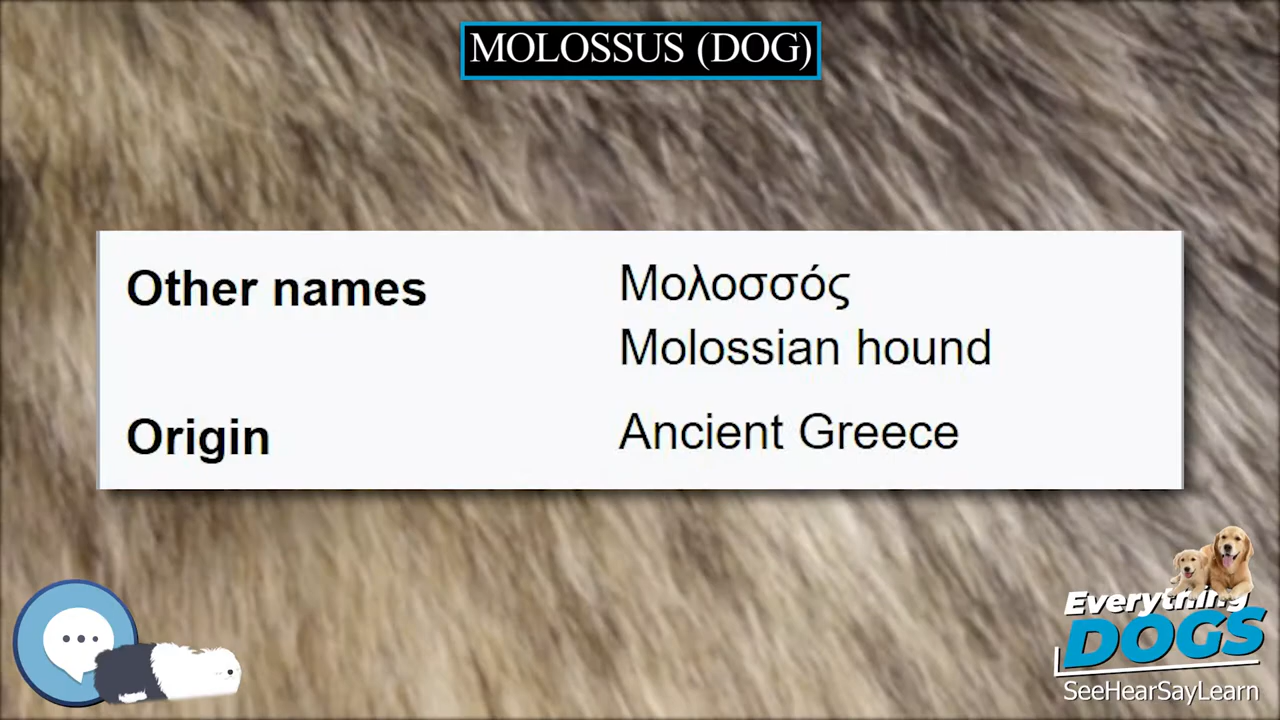 MOLOSSUS (DOG)
Other names
Μολοσσός
Molossian hound
Origin
Ancient Greece
Everything
DOGS
SeeHearSayLearn